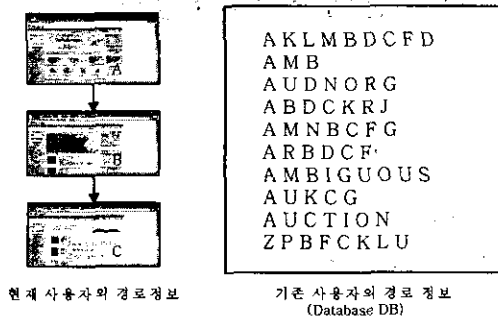 A
B
C
현재 사용자의 경로정보
AKLMBDCFD
AMB
AUDNORG
ABDCKRJ
AMNBCFG
ARBDCF
AMBIGUOUS
AUKCG
AUCTION
ZPBFCKLU
기존 사용자의 경로 정보
(Database DB)